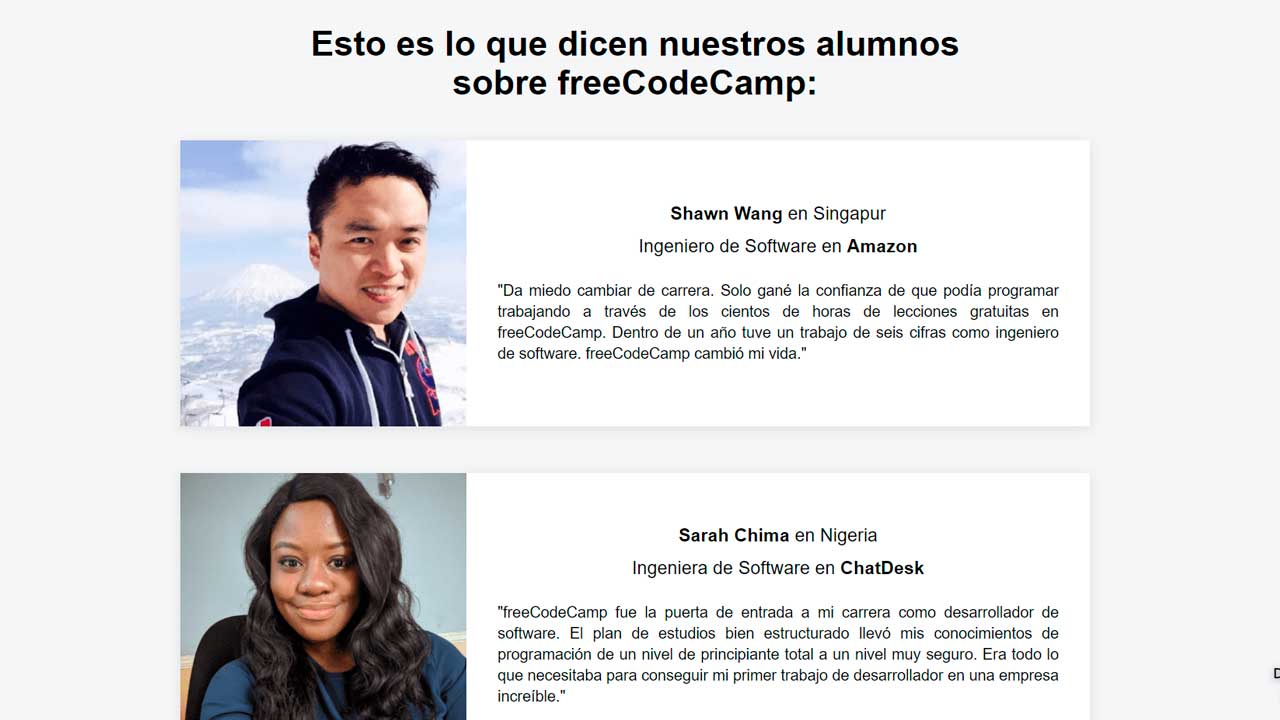 Esto es lo que dicen nuestros alumnos
sobre freeCodeCamp:
Shawn Wang en Singapur
Ingeniero de Software en Amazon
"Da miedo cambiar de carrera. Solo gané la confianza de que podía programar
trabajando a través de los cientos de horas de lecciones gratuitas en
freeCodeCamp. Dentro de un año tuve un trabajo de seis cifras como ingeniero
de software. freeCodeCamp cambió mi vida."
Sarah Chima en Nigeria
Ingeniera de Software en ChatDesk
"freeCodeCamp fue la puerta de entrada a mi carrera como desarrollador de
software. El plan de estudios bien estructurado llevó mis conocimientos de
programación de un nivel de principiante total a un nivel muy seguro. Era todo lo
que necesitaba para conseguir mi primer trabajo de desarrollador en una empresa
increíble."